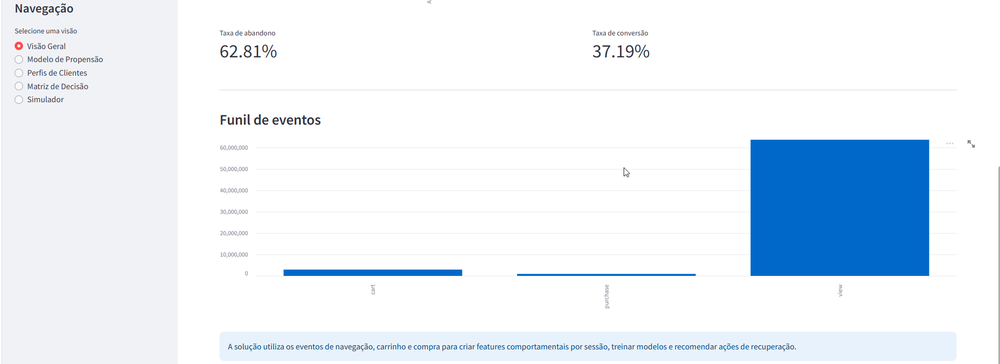 Navegação
Selecione uma visão
Visão Geral
Modelo de Propensão
Perfis de Clientes
Matriz de Decisão
Simulador
A
Taxa de abandono
62.81%
Taxa de conversão
37.19%
Funil de eventos
60,000,000
50,000,000
40,000,000
30,000,000
20,000,000
10,000,000
0
cart
purchase
view
A solução utiliza os eventos de navegação, carrinho e compra para criar features comportamentais por sessão, treinar modelos e recomendar ações de recuperação.